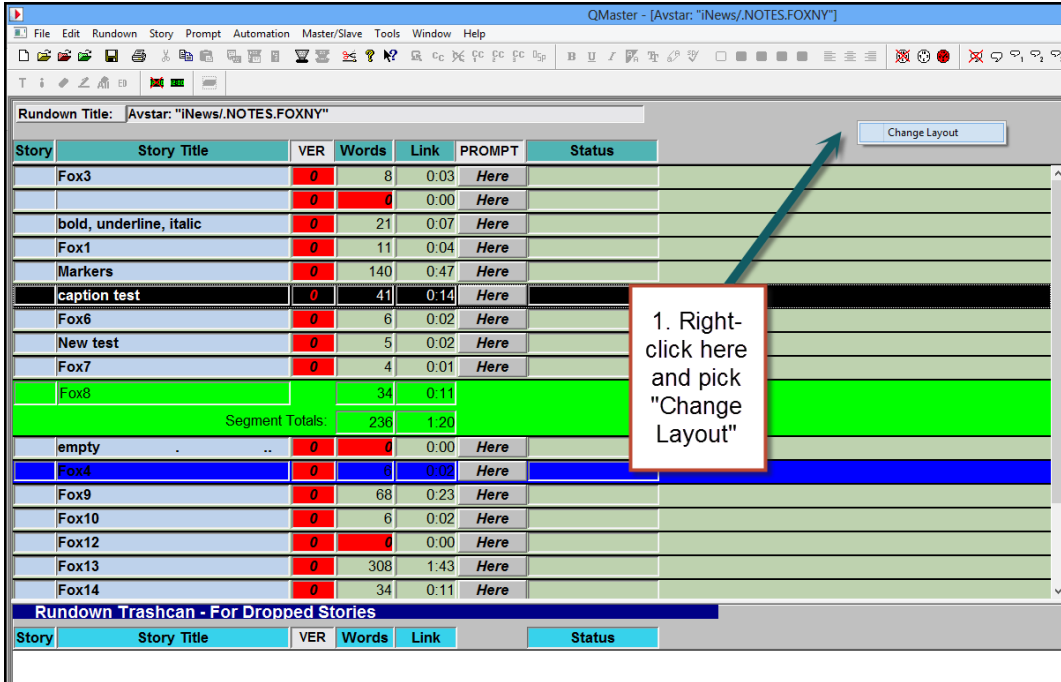 QMaster - [Avstar: "iNews/.NOTES.FOXNY"]
File Edit Rundown Story Prompt Automation Master/Slave Tools Window Help
B U I
Rundown Title: Avstar: "iNews/.NOTES.FOXNY"
Change Layout
Story Story Title VER Words Link PROMPT Status
Fox3 0 8 0:03 Here
0 0 0:00 Here
bold, underline, italic 0 21 0:07 Here
Fox1 0 11 0:04 Here
Markers 0 140 0:47 Here
caption test 0 41 0:14 Here
Fox6 0 6 0:02 Here
New test 0 5 0:02 Here
Fox7 0 4 0:01 Here
Fox8 34 0:11
Segment Totals: 236 1:20
empty . .. 0 0 0:00 Here
Fox4 0 6 0:02 Here
Fox9 0 68 0:23 Here
Fox10 0 6 0:02 Here
Fox12 0 0 0:00 Here
Fox13 0 308 1:43 Here
Fox14 0 34 0:11 Here
1. Right-
click here
and pick
"Change
Layout"
Rundown Trashcan - For Dropped Stories
Story Story Title VER Words Link Status